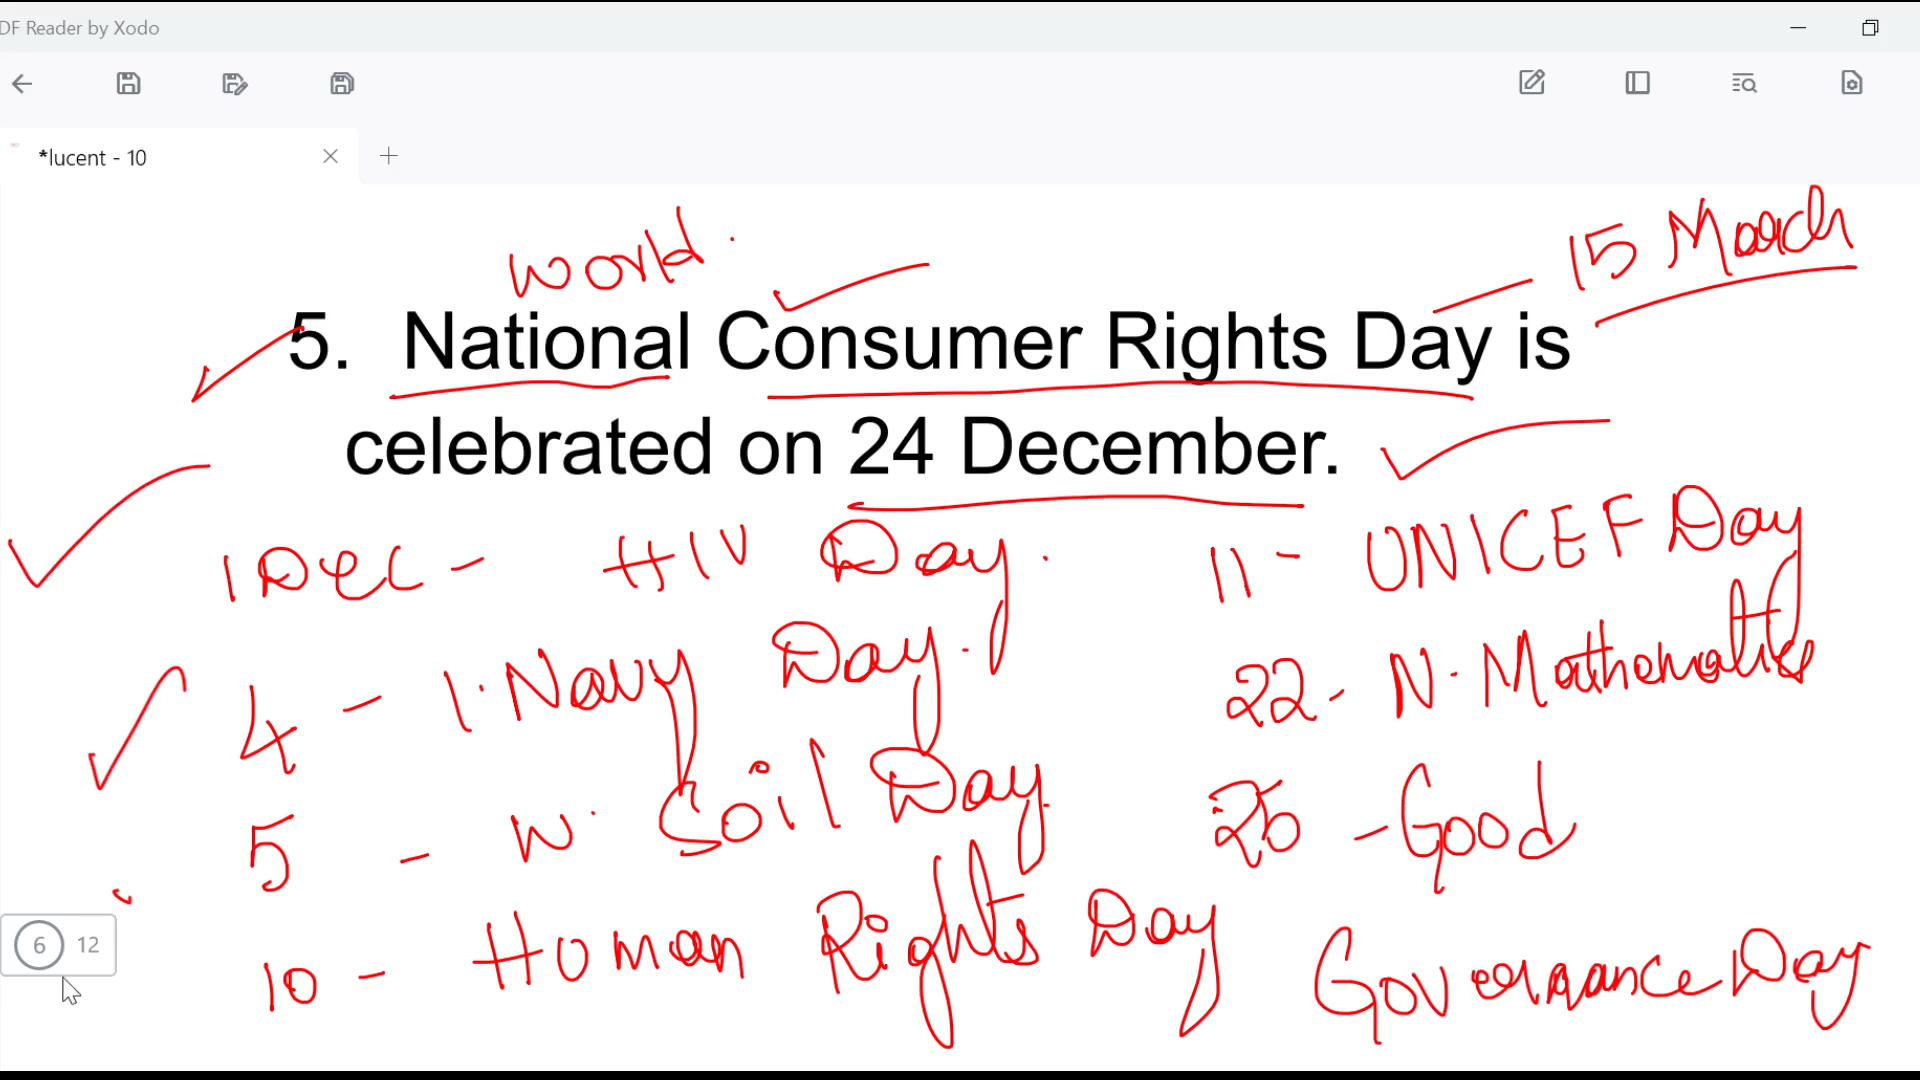 DF Reader by Xodo
*lucent - 10
World.
15 March
5. National Consumer Rights Day is
celebrated on 24 December.
1 Dec - HIV Day.
4 - I. Navy Day.
5 - W. Soil Day.
10 - Human Rights Day
11 - UNICEF Day
22 - N. Mathematics
- Good
Governance Day
6 12